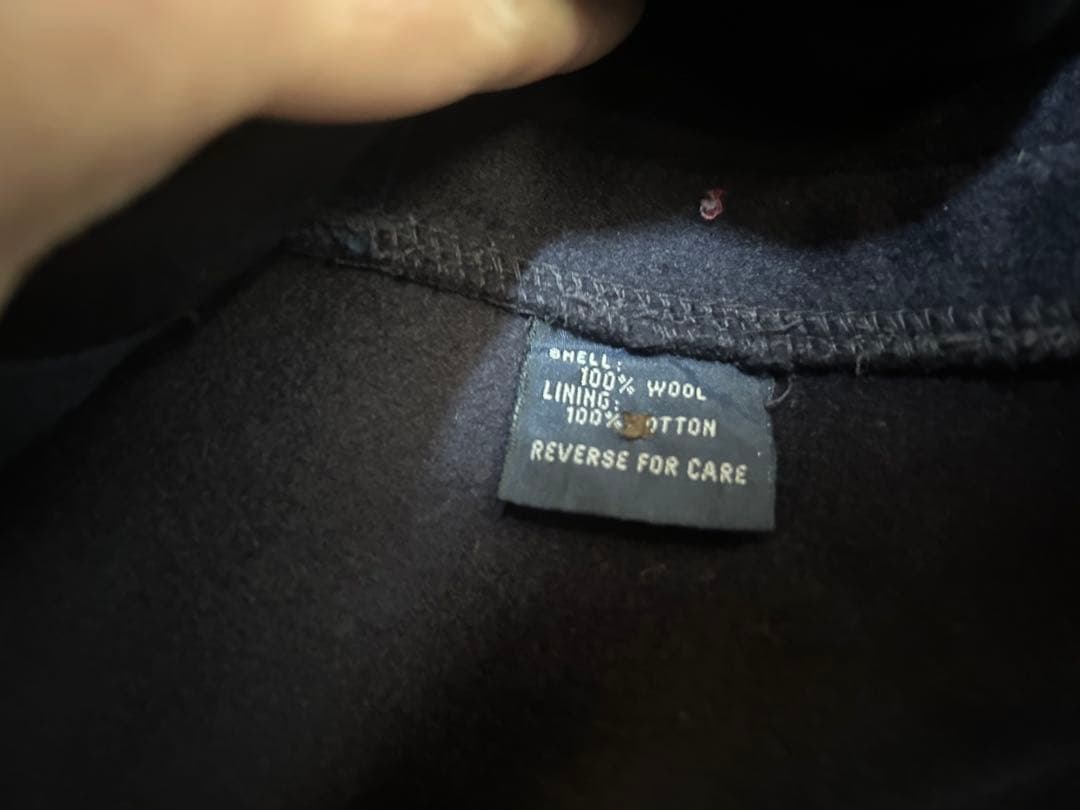 SHELL:
100% WOOL
LINING:
100% COTTON
REVERSE FOR CARE